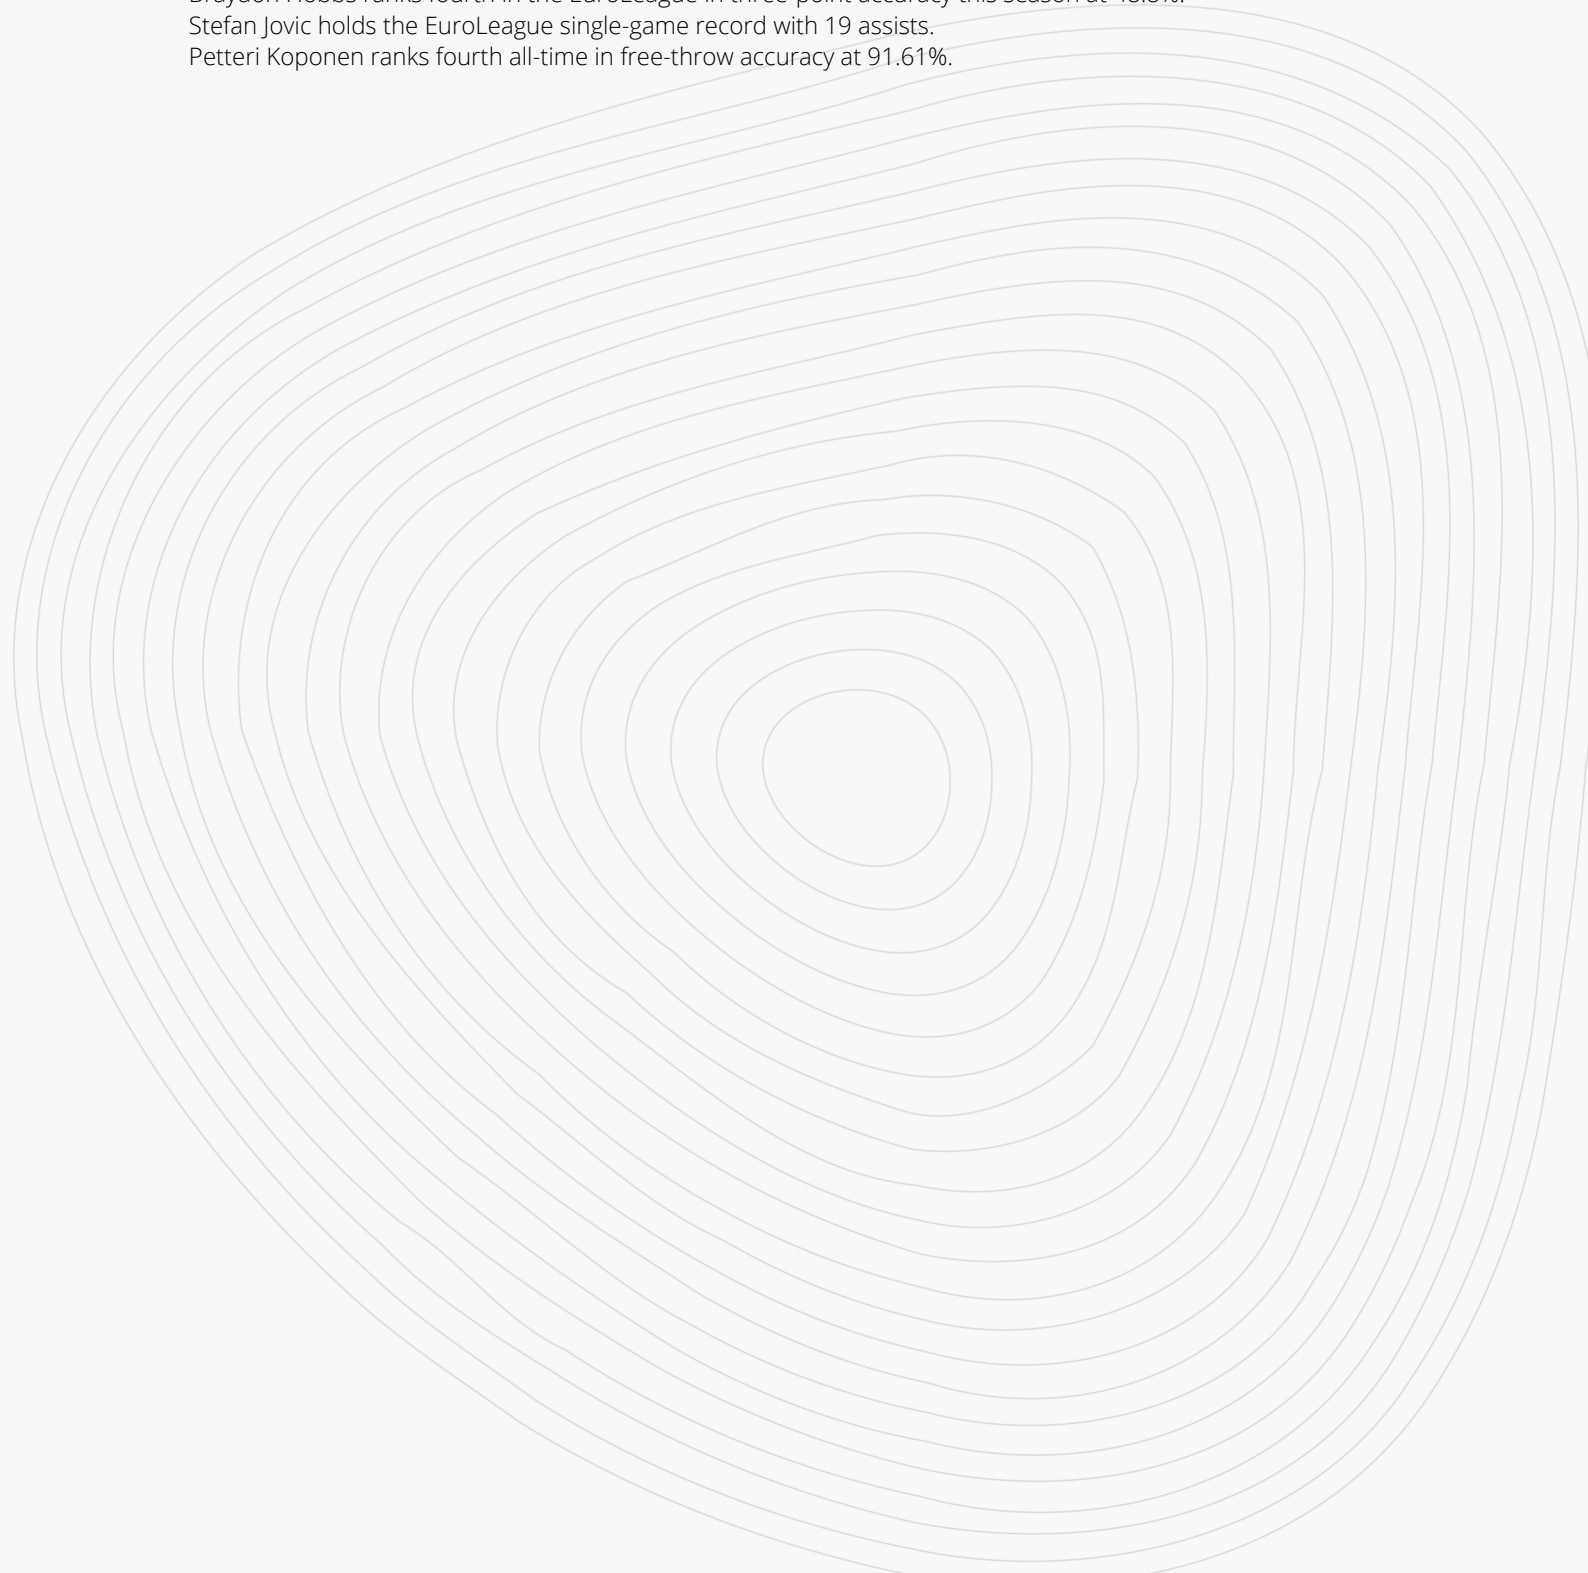 Braydon Hobbs ranks fourth in the EuroLeague in three-point accuracy this season at
Stefan Jovic holds the EuroLeague single-game record with 19 assists.
Petteri Koponen ranks fourth all-time in free-throw accuracy at 91.61%.